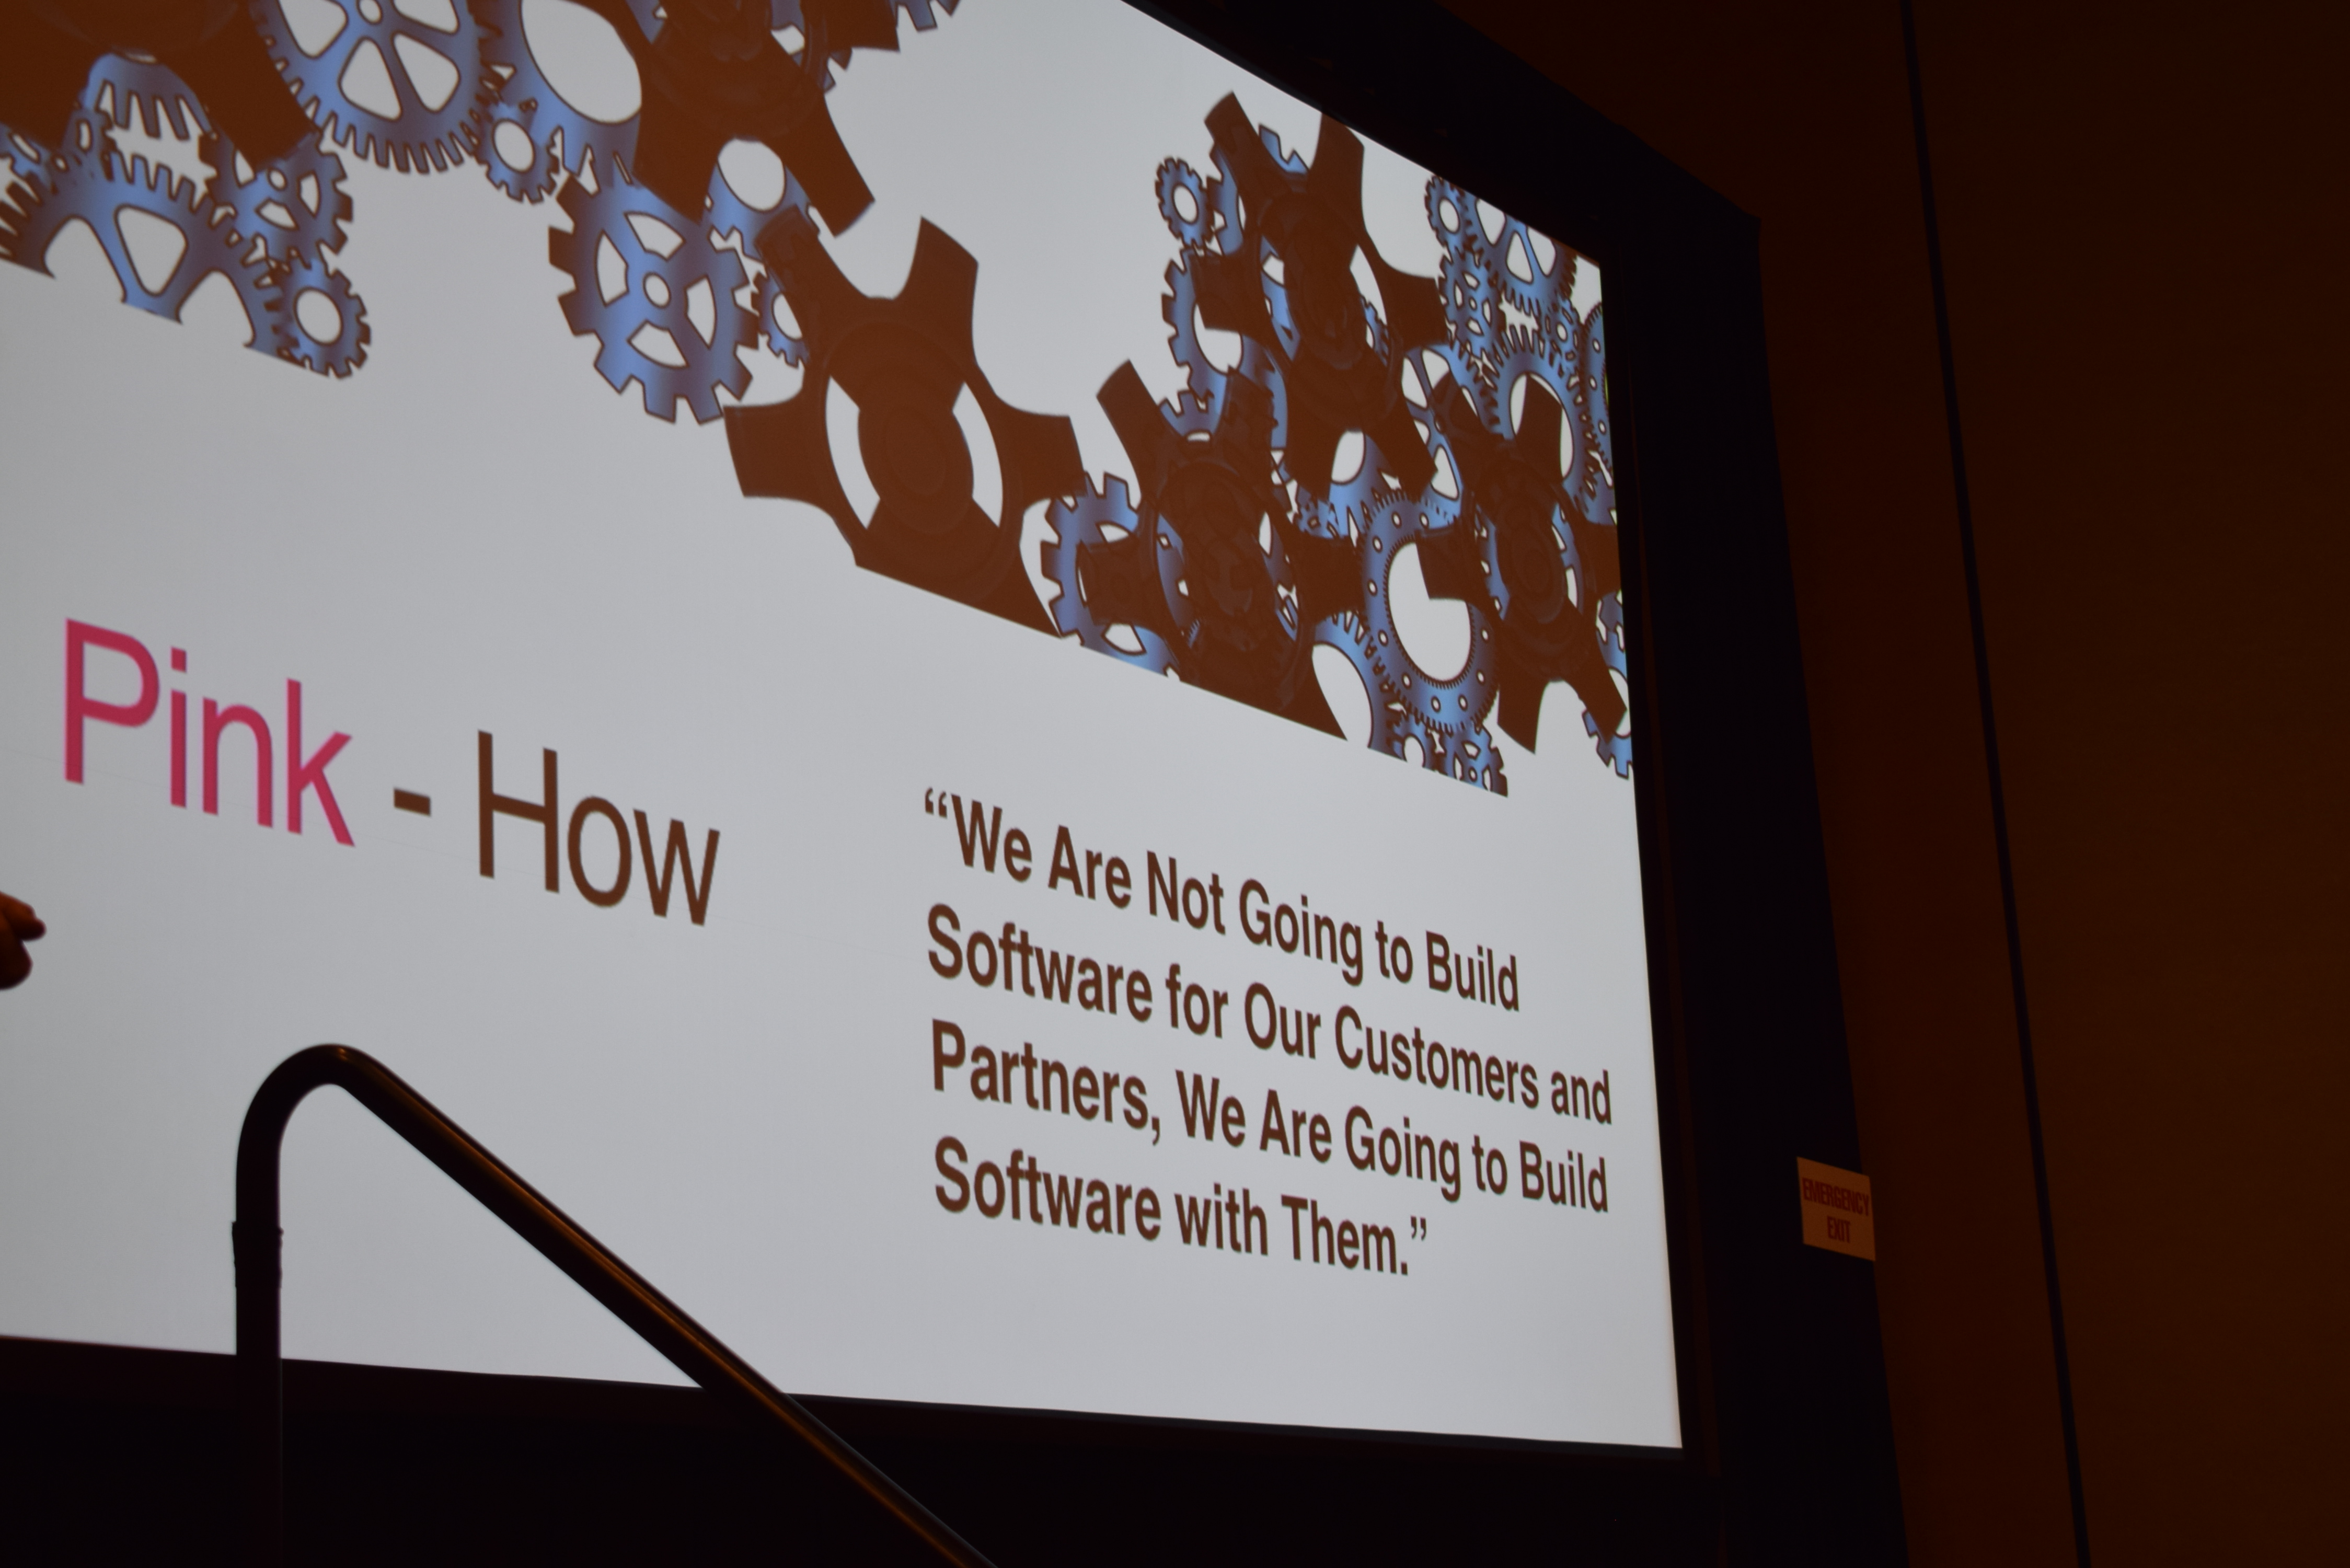 Pink - How
“We Are Not Going to Build
Software for Our Customers and
Partners, We Are Going to Build
Software with Them.”
EMERGENCY
EXIT